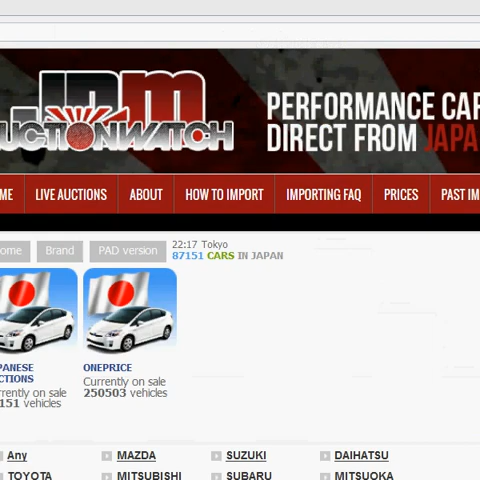 JDM
PERFORMANCE CAR
DIRECT FROM JAPA
AUCTIONWATCH
ME LIVE AUCTIONS ABOUT HOW TO IMPORT IMPORTING FAQ PRICES PAST IM
ome Brand PAD version 22:17 Tokyo
87151 CARS IN JAPAN
PANESE ONEPRICE
CTIONS Currently on sale
rrently on sale 250503 vehicles
151 vehicles
Any MAZDA SUZUKI DAIHATSU
TOYOTA MITSUBISHI SUBARU MITSUOKA